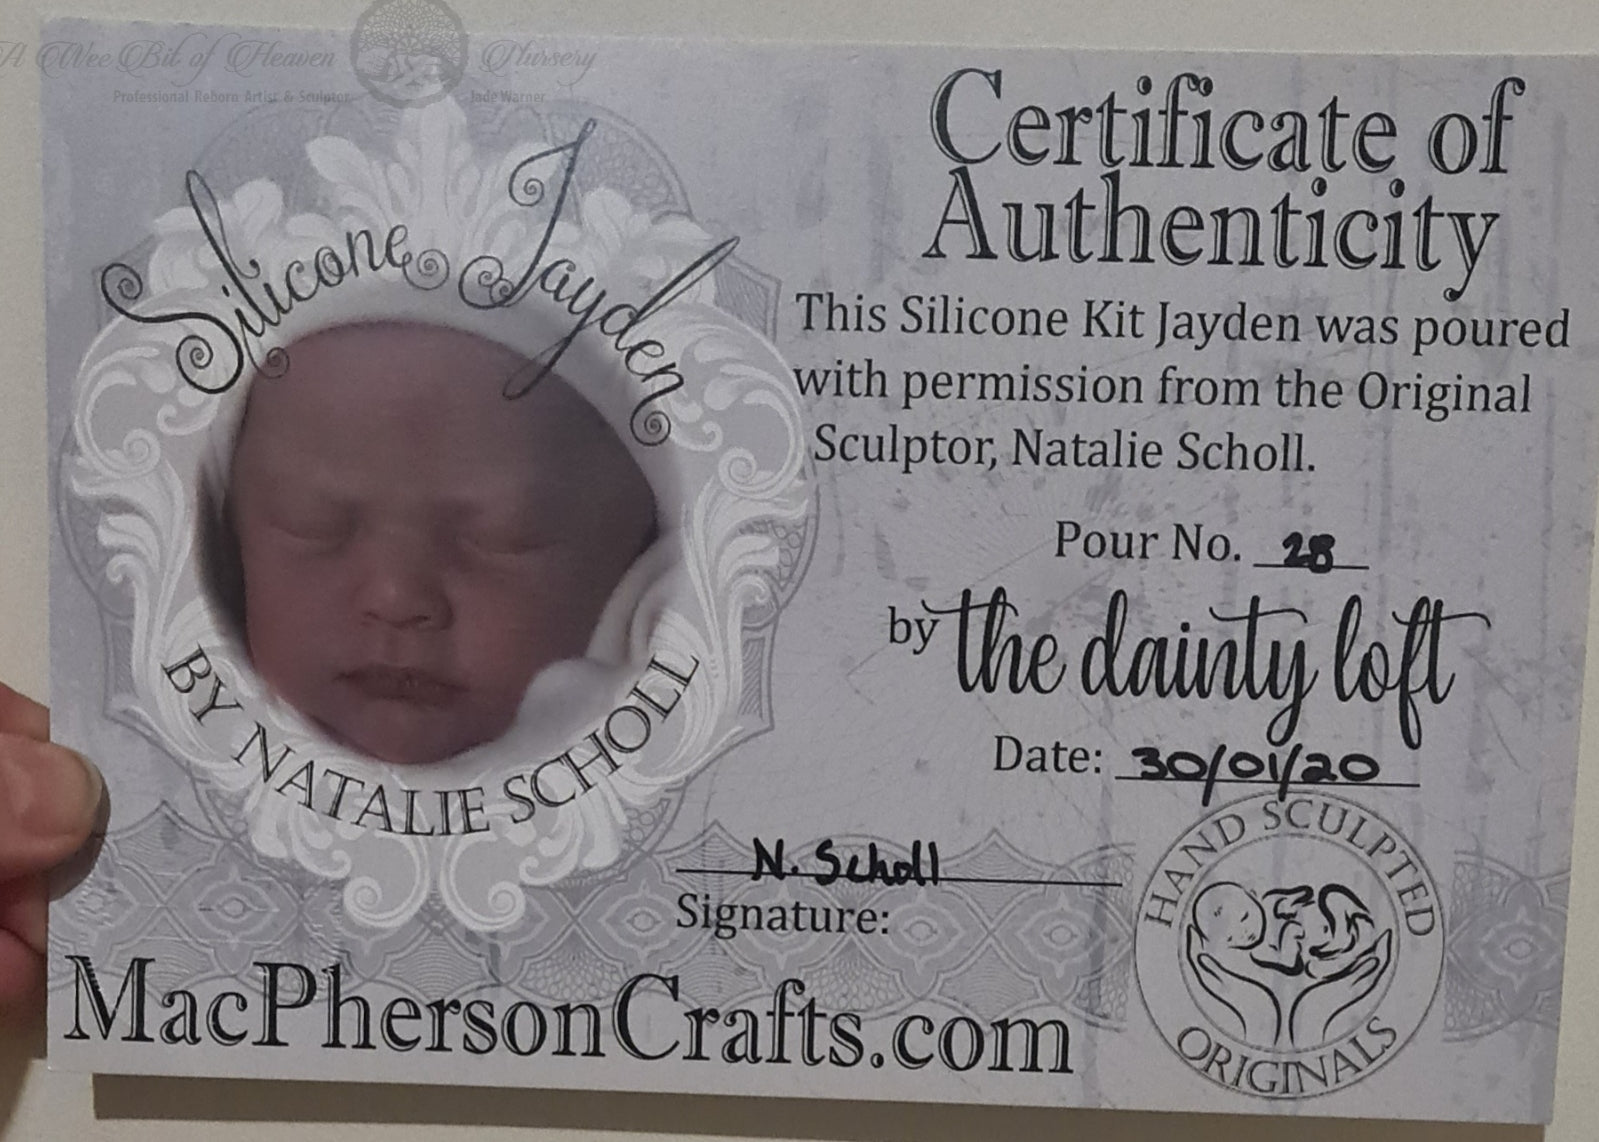 A Wee Bit of Heaven Nursery
Professional Reborn Artist & Sculptor Jade Warner
Silicone Jayden
BY NATALIE SCHOLL
Certificate of
Authenticity
This Silicone Kit Jayden was poured
with permission from the Original
Sculptor, Natalie Scholl.
Pour No. 28
by the dainty loft
Date: 30/01/20
N. Scholl
Signature:
MacPhersonCrafts.com
HAND SCULPTED
ORIGINALS